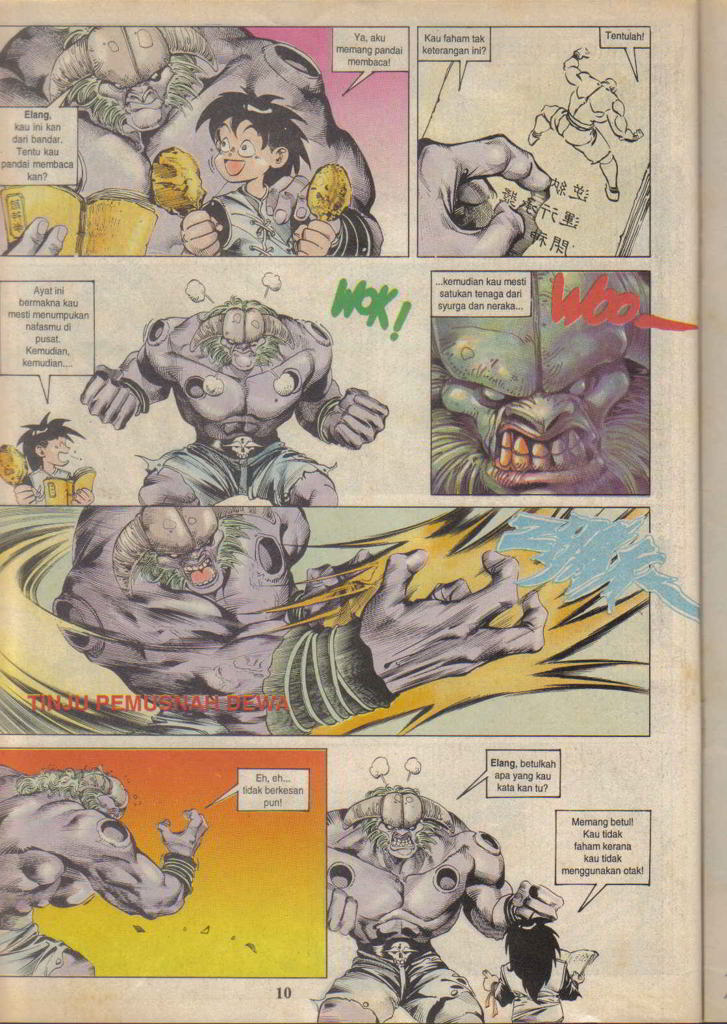 Elang,
kau ini kan
dari bandar.
Tentu kau
pandai membaca
kan?
Ya, aku
memang pandai
membaca!
Kau faham tak
keterangan ini?
Tentulah!
Ayat ini
bermakna kau
mesti menumpukan
nafasmu di
pusat.
Kemudian,
kemudian....
WOK!
...kemudian kau mesti
satukan tenaga dari
syurga dan neraka...
Woo...
TINJU PEMUSNAH DEWA
Eh, eh...
tidak berkesan
pun!
Elang, betulkah
apa yang kau
kata kan tu?
Memang betul!
Kau tidak
faham kerana
kau tidak
menggunakan otak!
10